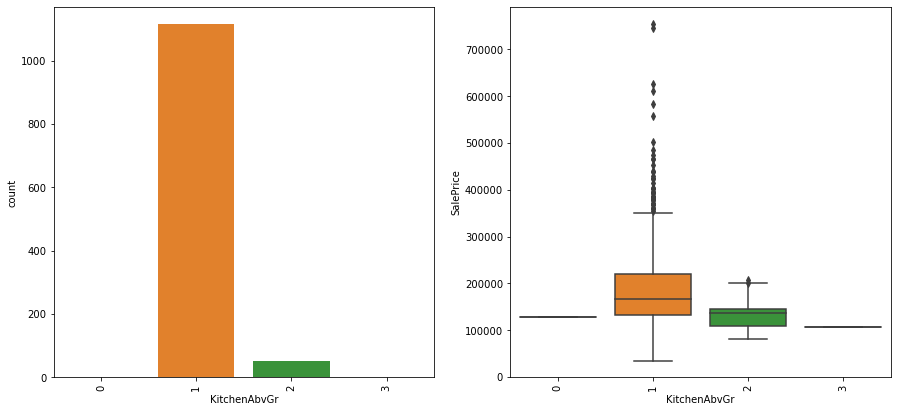 1000
800
600
400
200
0
count
0 1 2 3
KitchenAbvGr
700000
600000
500000
400000
300000
200000
100000
0
SalePrice
0 1 2 3
KitchenAbvGr